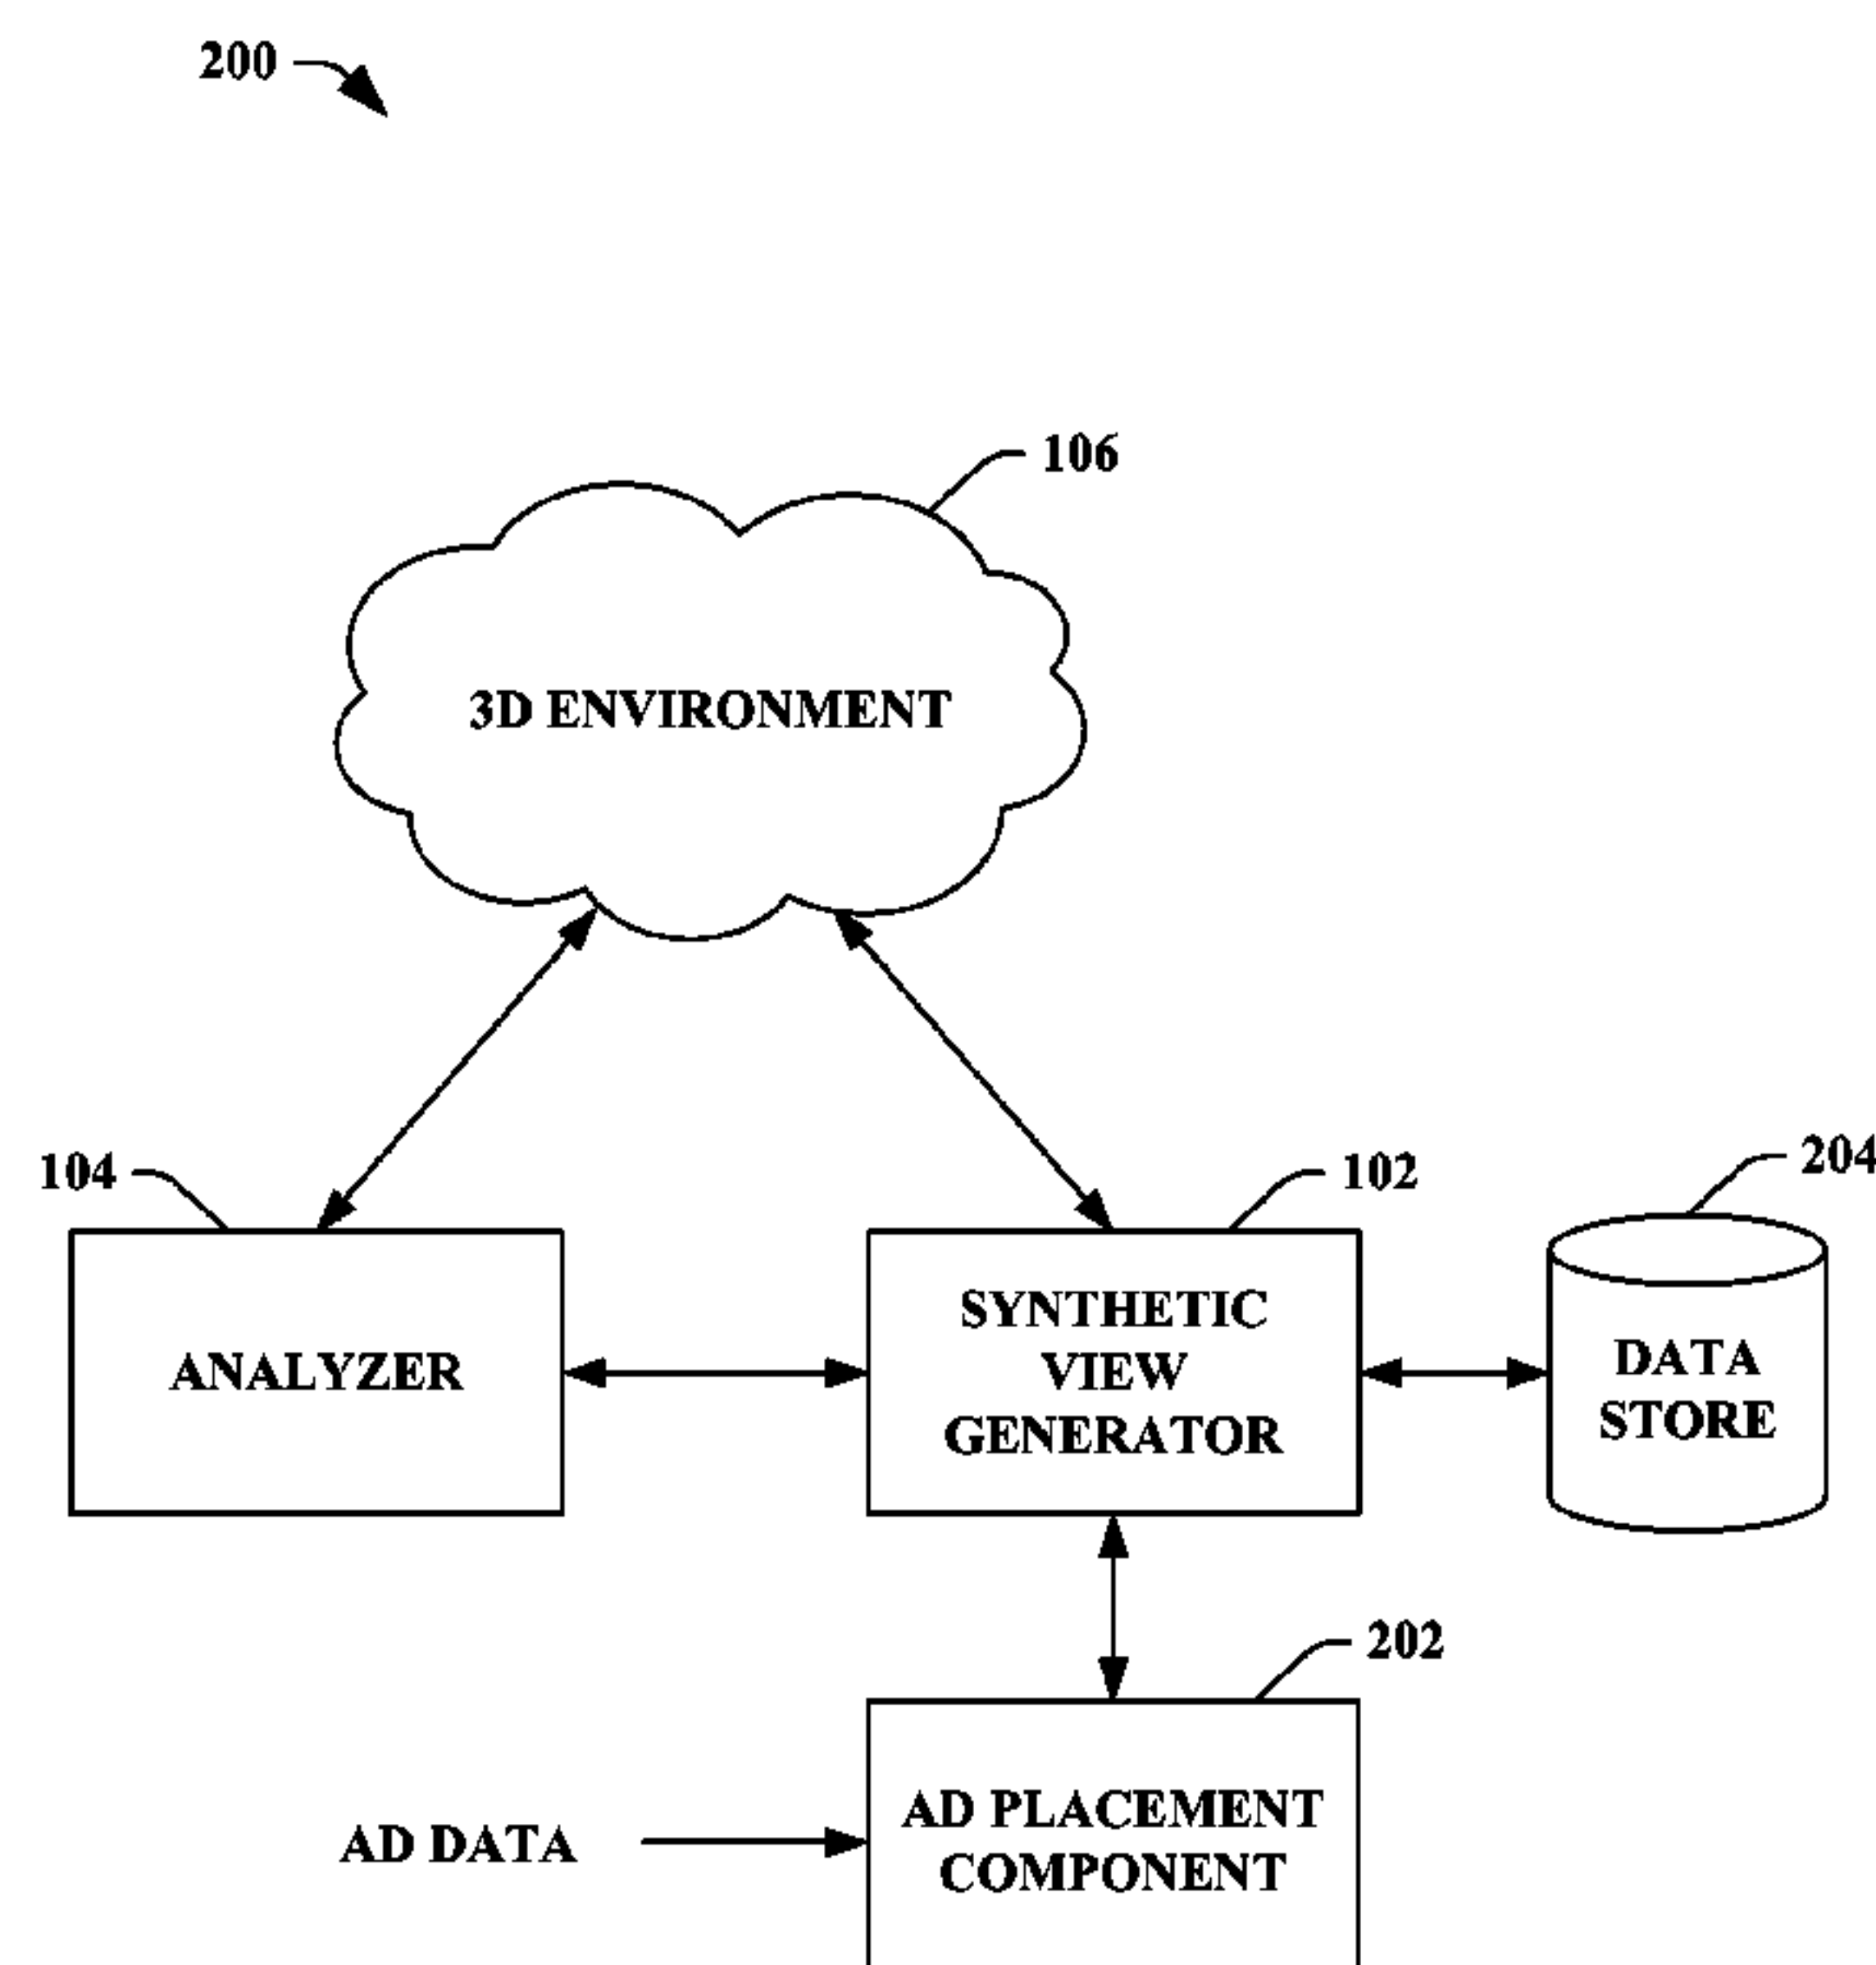 200
106
3D ENVIRONMENT
104
102
204
ANALYZER
SYNTHETIC
VIEW
GENERATOR
DATA
STORE
202
AD DATA
AD PLACEMENT
COMPONENT